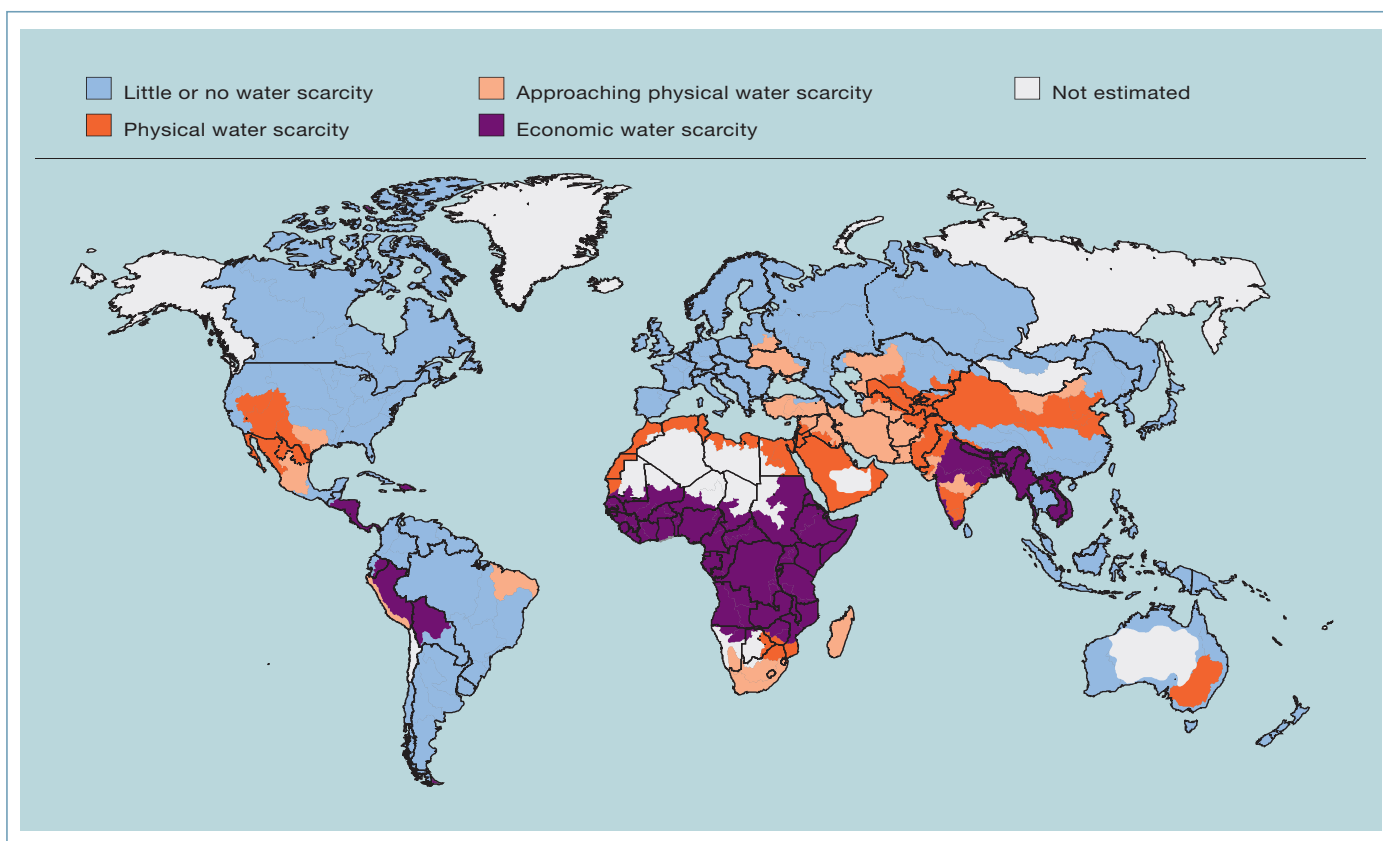 Little or no water scarcity
Approaching physical water scarcity
Not estimated
Physical water scarcity
Economic water scarcity